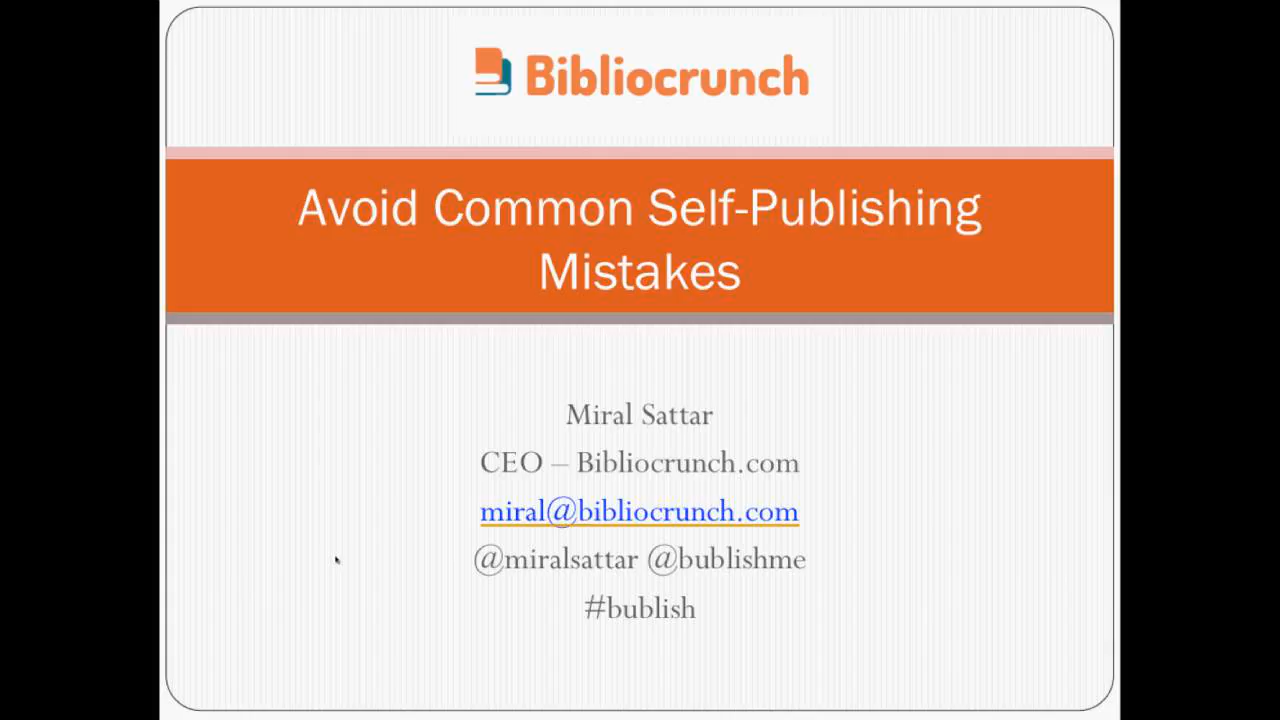 Bibliocrunch
Avoid Common Self-Publishing
Mistakes
Miral Sattar
CEO – Bibliocrunch.com
miral@bibliocrunch.com
@miralsattar @bublishme
#bublish